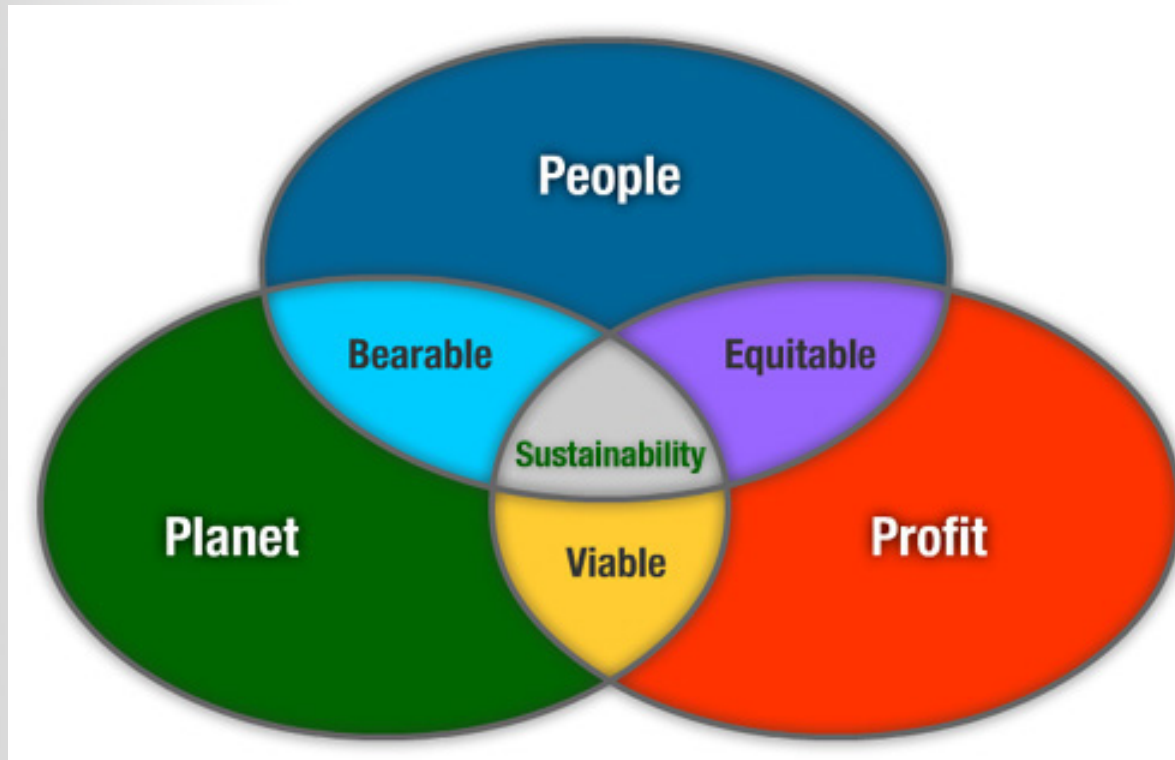 People
Bearable
Equitable
Sustainability
Planet
Profit
Viable